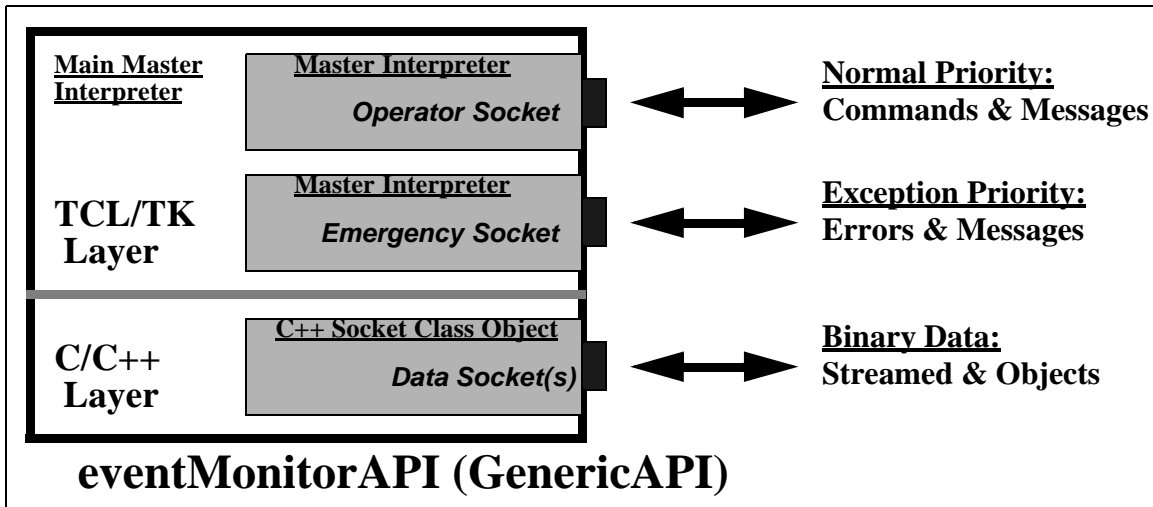 Main Master
Interpreter
Master Interpreter
Operator Socket
Normal Priority:
Commands & Messages
TCL/TK
Layer
Master Interpreter
Emergency Socket
Exception Priority:
Errors & Messages
C/C++
Layer
C++ Socket Class Object
Data Socket(s)
Binary Data:
Streamed & Objects
eventMonitorAPI (GenericAPI)